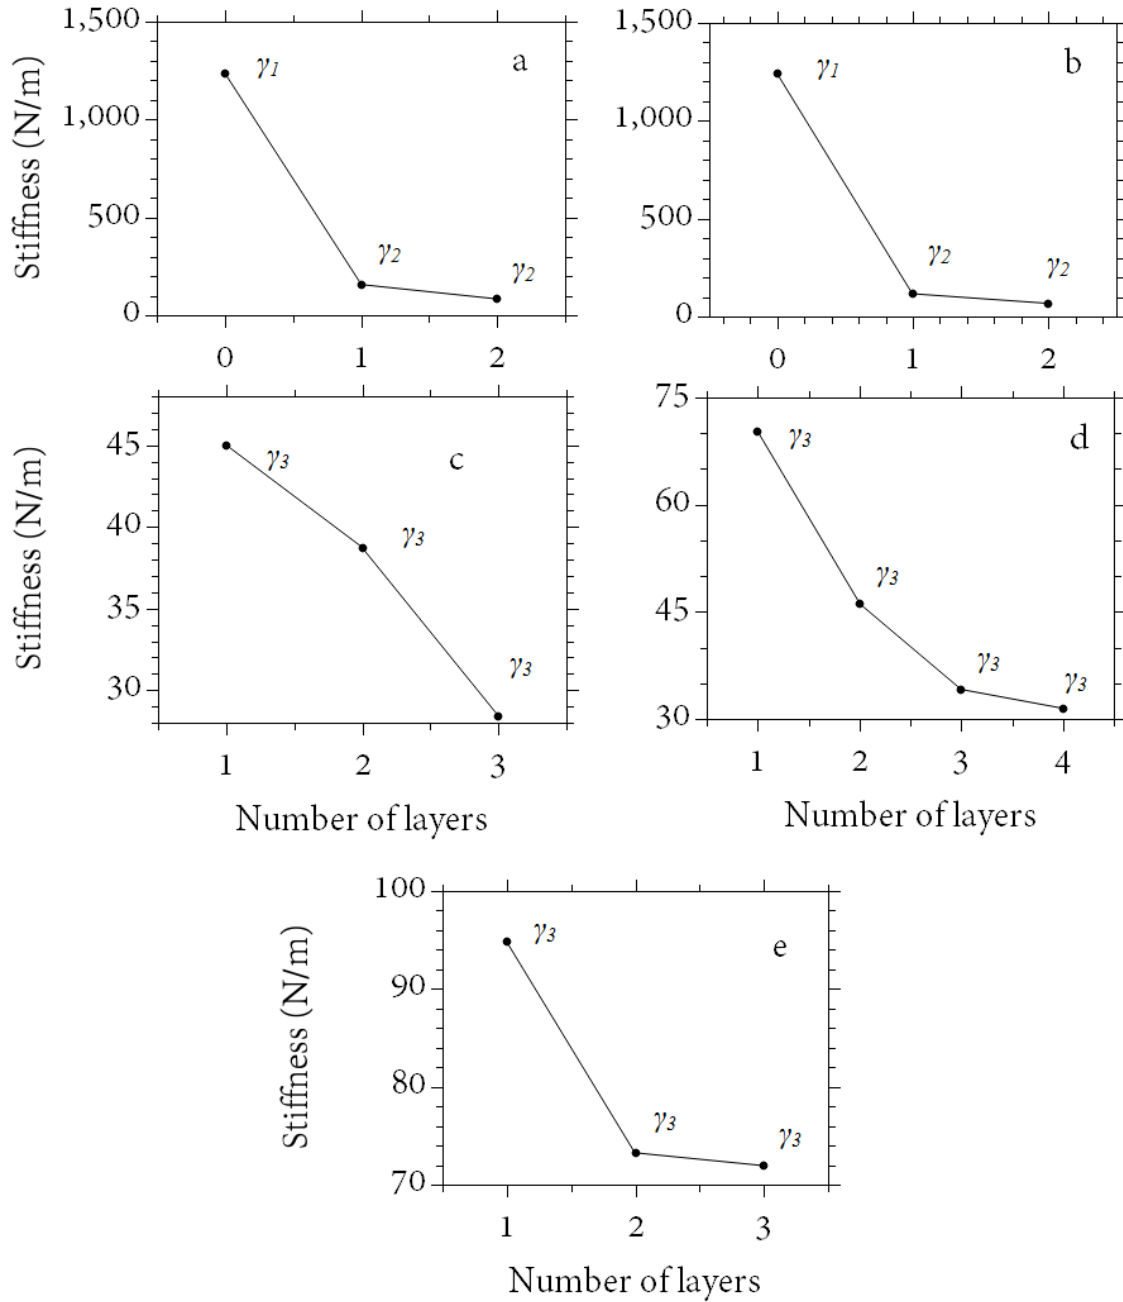 Stiffness (N/m)
1,500
1,000
500
0
a
γ1
γ2
γ2
0 1 2
1,500
1,000
500
0
b
γ1
γ2
γ2
0 1 2
Stiffness (N/m)
45
40
35
30
c
γ3
γ3
γ3
1 2 3
Number of layers
75
60
45
30
d
γ3
γ3
γ3
γ3
1 2 3 4
Number of layers
Stiffness (N/m)
100
90
80
70
e
γ3
γ3
γ3
1 2 3
Number of layers